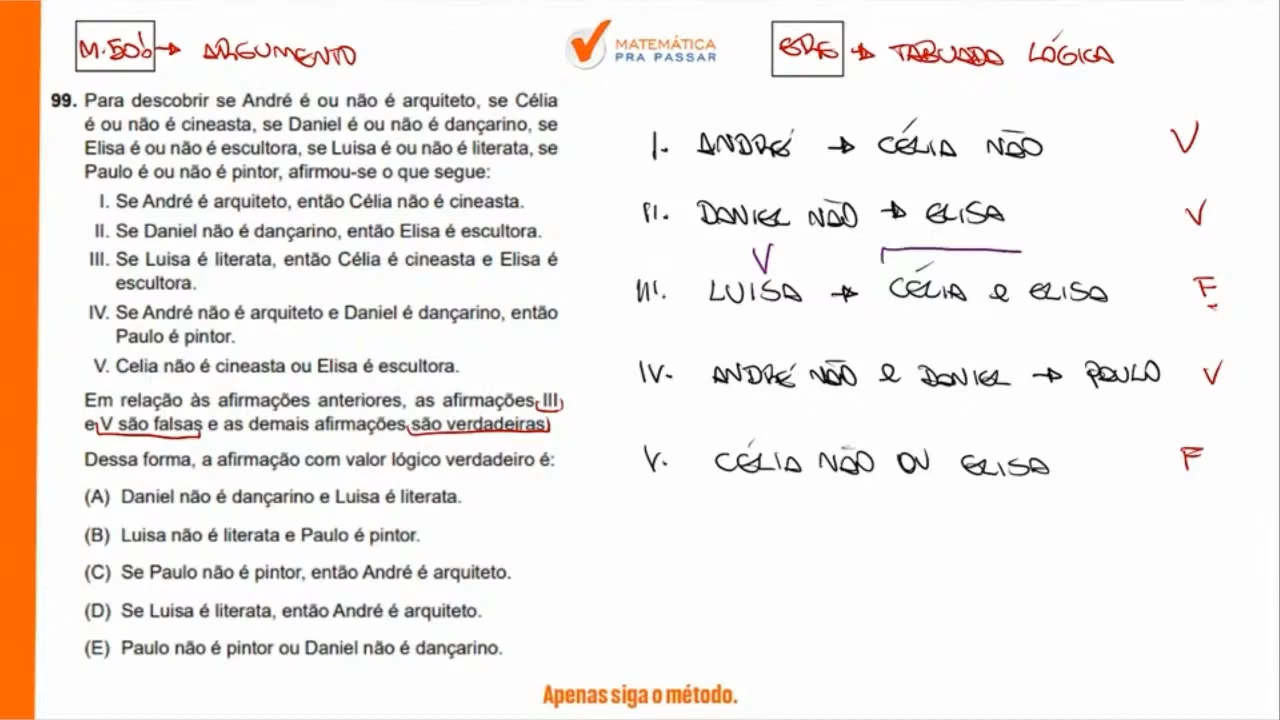 M.50% → ARGUMENTO
MATEMÁTICA
PRA PASSAR
→ TABUADA LÓGICA
99. Para descobrir se André é ou não é arquiteto, se Célia
é ou não é cineasta, se Daniel é ou não é dançarino, se
Elisa é ou não é escultora, se Luisa é ou não é literata, se
Paulo é ou não é pintor, afirmou-se o que segue:
I. Se André é arquiteto, então Célia não é cineasta.
II. Se Daniel não é dançarino, então Elisa é escultora.
III. Se Luisa é literata, então Célia é cineasta e Elisa é
escultora.
IV. Se André não é arquiteto e Daniel é dançarino, então
Paulo é pintor.
V. Celia não é cineasta ou Elisa é escultora.
Em relação às afirmações anteriores, as afirmações III
e V são falsas e as demais afirmações são verdadeiras.
Dessa forma, a afirmação com valor lógico verdadeiro é:
(A) Daniel não é dançarino e Luisa é literata.
(B) Luisa não é literata e Paulo é pintor.
(C) Se Paulo não é pintor, então André é arquiteto.
(D) Se Luisa é literata, então André é arquiteto.
(E) Paulo não é pintor ou Daniel não é dançarino.
I. ANDRÉ → CÉLIA NÃO V
II. DANIEL NÃO → ELISA V
V
III. LUISA → CÉLIA e ELISA F
IV. ANDRÉ NÃO e DANIEL → PAULO V
V. CÉLIA NÃO OU ELISA F
Apenas siga o método.